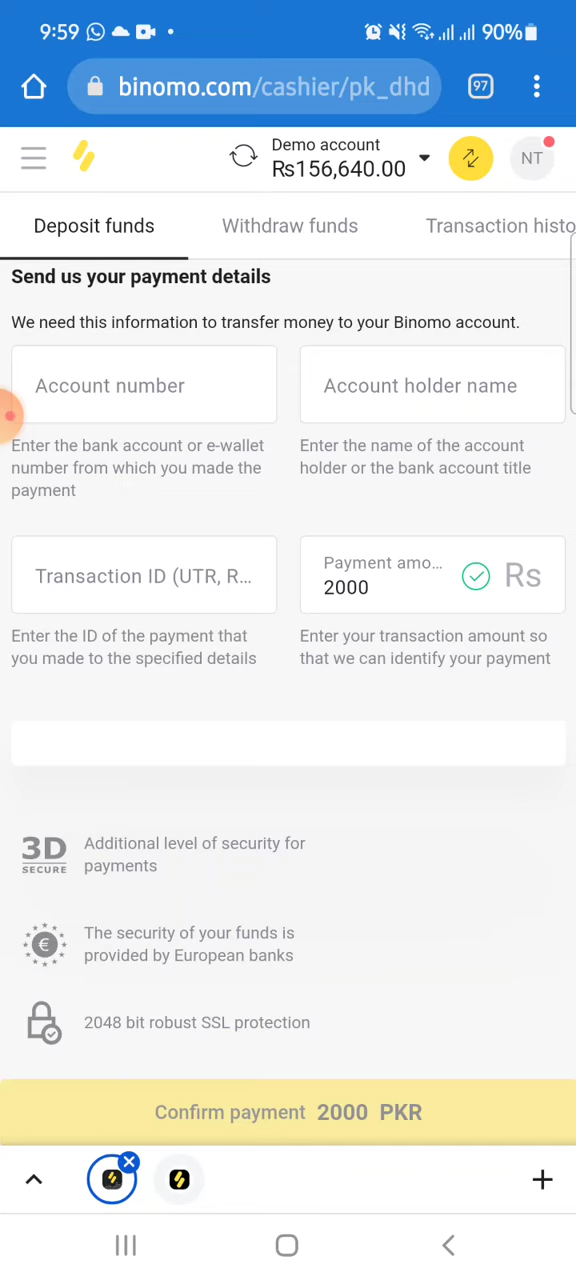 9:59
90%
binomo.com/cashier/pk_dhd
97
Demo account
Rs156,640.00
NT
Deposit funds
Withdraw funds
Transaction histo
Send us your payment details
We need this information to transfer money to your Binomo account.
Account number
Account holder name
Enter the bank account or e-wallet
number from which you made the
payment
Enter the name of the account
holder or the bank account title
Transaction ID (UTR, R...
Payment amo...
2000
Rs
Enter the ID of the payment that
you made to the specified details
Enter your transaction amount so
that we can identify your payment
3D
SECURE
Additional level of security for
payments
€
The security of your funds is
provided by European banks
2048 bit robust SSL protection
Confirm payment 2000 PKR